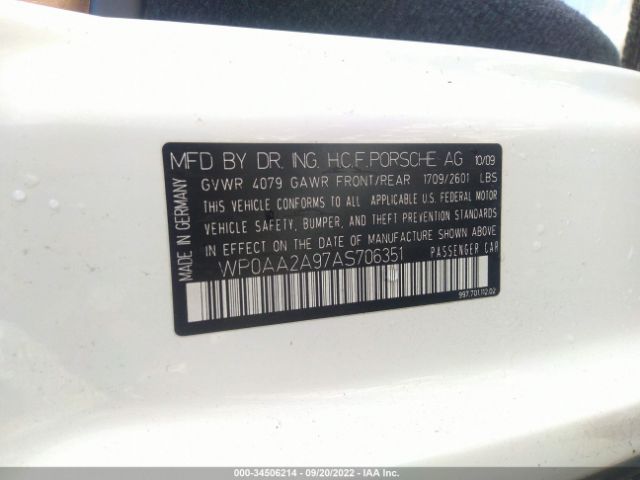 MFD BY DR. ING. H.C.F.PORSCHE AG 10/09
GVWR 4079 GAWR FRONT/REAR 1709/2601 LBS
THIS VEHICLE CONFORMS TO ALL APPLICABLE U.S. FEDERAL MOTOR
VEHICLE SAFETY, BUMPER, AND THEFT PREVENTION STANDARDS
IN EFFECT ON THE DATE OF MANUFACTURE SHOWN ABOVE
WP0AA2A97AS706351 PASSENGER CAR
MADE IN GERMANY
997.701.112.02
000-34506214 - 09/20/2022 - IAA Inc.